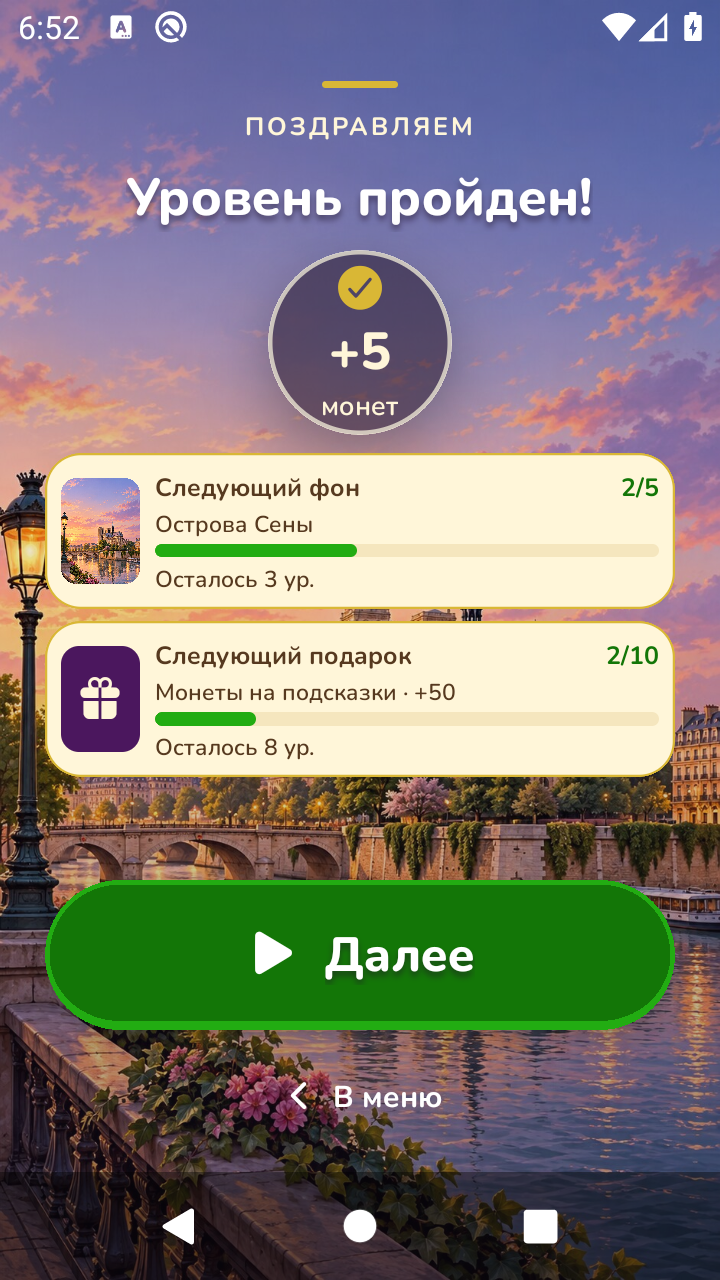 6:52
ПОЗДРАВЛЯЕМ
Уровень пройден!
+5
монет
Следующий фон 2/5
Острова Сены
Осталось 3 ур.
Следующий подарок 2/10
Монеты на подсказки · +50
Осталось 8 ур.
Далее
В меню